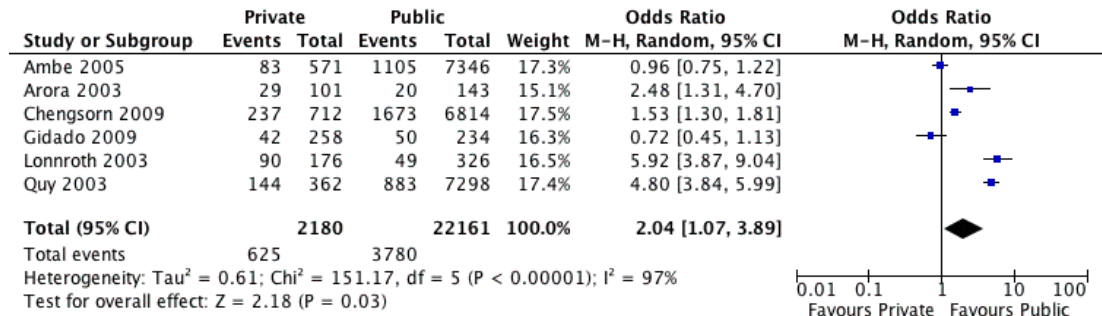 Private Public Odds Ratio Odds Ratio
Study or Subgroup Events Total Events Total Weight M-H, Random, 95% CI M-H, Random, 95% CI
Ambe 2005 83 571 1105 7346 17.3% 0.96 [0.75, 1.22]
Arora 2003 29 101 20 143 15.1% 2.48 [1.31, 4.70]
Chengsorn 2009 237 712 1673 6814 17.5% 1.53 [1.30, 1.81]
Gidado 2009 42 258 50 234 16.3% 0.72 [0.45, 1.13]
Lonnroth 2003 90 176 49 326 16.5% 5.92 [3.87, 9.04]
Quy 2003 144 362 883 7298 17.4% 4.80 [3.84, 5.99]
Total (95% CI) 2180 22161 100.0% 2.04 [1.07, 3.89]
Total events 625 3780
Heterogeneity: Tau² = 0.61; Chi² = 151.17, df = 5 (P < 0.00001); I² = 97%
Test for overall effect: Z = 2.18 (P = 0.03)
0.01 0.1 1 10 100
Favours Private Favours Public